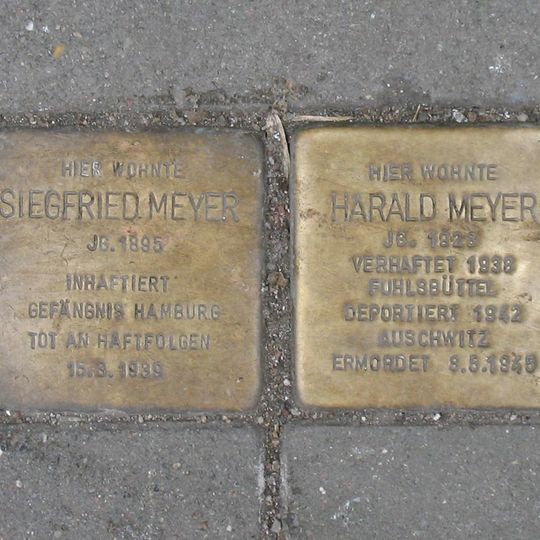 HIER WOHNTE
SIEGFRIED MEYER
JG. 1895
INHAFTIERT
GEFÄNGNIS HAMBURG
TOT AN HAFTFOLGEN
15.3.1939
HIER WOHNTE
HARALD MEYER
JG. 1923
VERHAFTET 1938
FUHLSBÜTTEL
DEPORTIERT 1942
AUSCHWITZ
ERMORDET 8.5.1945